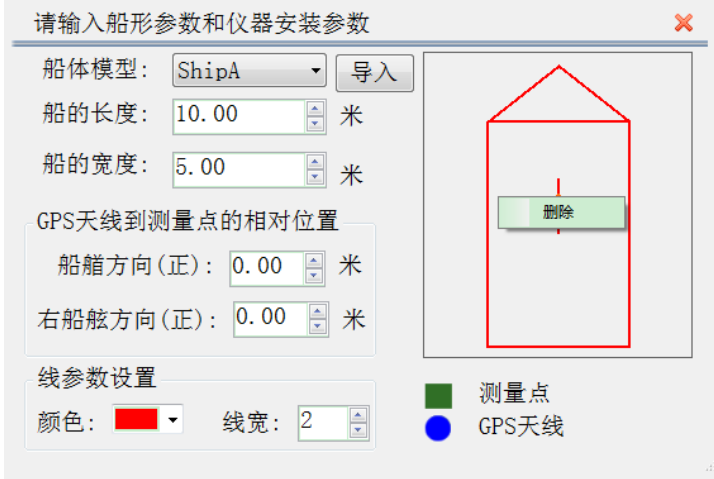 请输入船形参数和仪器安装参数
船体模型: ShipA 导入
船的长度: 10.00 米
船的宽度: 5.00 米
删除
GPS天线到测量点的相对位置
船艏方向(正): 0.00 米
右船舷方向(正): 0.00 米
线参数设置
颜色: 线宽: 2
测量点
GPS天线